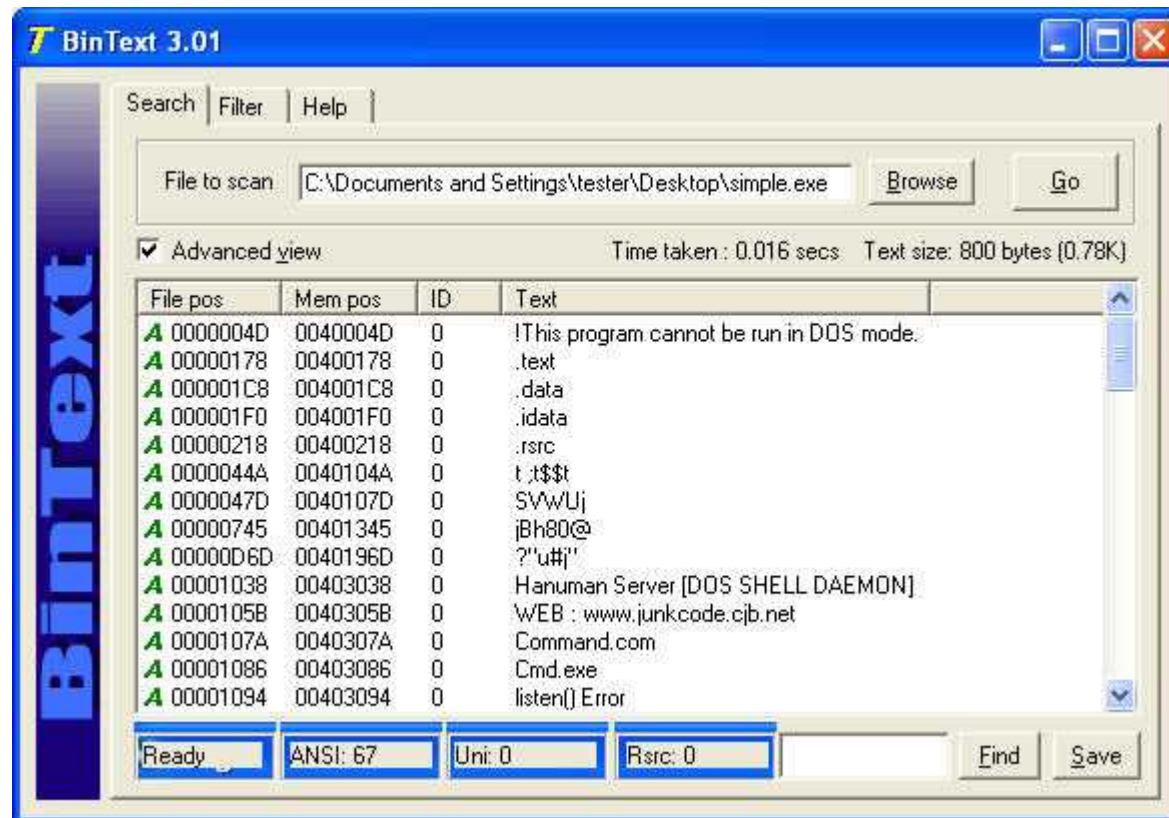 BinText 3.01
Search Filter Help
File to scan C:\Documents and Settings\tester\Desktop\simple.exe Browse Go
Advanced view Time taken : 0.016 secs Text size: 800 bytes (0.78K)
File pos Mem pos ID Text
A 0000004D 0040004D 0 !This program cannot be run in DOS mode.
A 00000178 00400178 0 .text
A 000001C8 004001C8 0 .data
A 000001F0 004001F0 0 .idata
A 00000218 00400218 0 .rsrc
A 0000044A 0040104A 0 t ;t$$t
A 0000047D 0040107D 0 SVWUj
A 00000745 00401345 0 jBh80@
A 00000D6D 0040196D 0 ?"u#j"
A 00001038 00403038 0 Hanuman Server [DOS SHELL DAEMON]
A 0000105B 0040305B 0 WEB : www.junkcode.cjb.net
A 0000107A 0040307A 0 Command.com
A 00001086 00403086 0 Cmd.exe
A 00001094 00403094 0 listen() Error
Ready ANSI: 67 Uni: 0 Rsrc: 0 Find Save
BinText